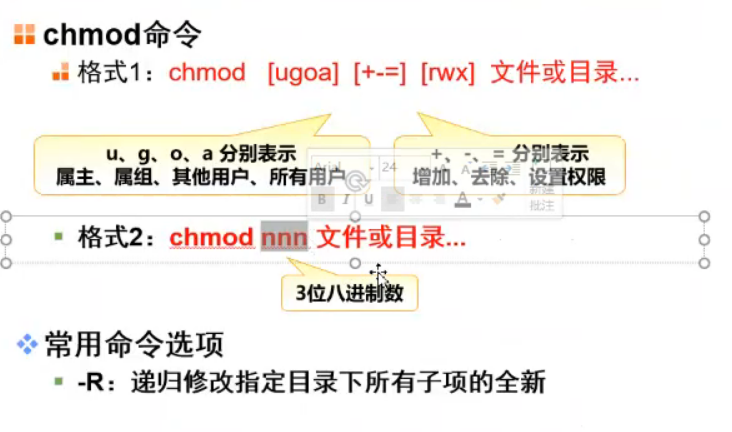 chmod命令
格式1：chmod [ugoa] [+-=] [rwx] 文件或目录...
u、g、o、a 分别表示
属主、属组、其他用户、所有用户
+、-、= 分别表示
增加、去除、设置权限
Arial 24
B I U A 新建
批注
格式2：chmod nnn 文件或目录...
3位八进制数
常用命令选项
-R：递归修改指定目录下所有子项的全新